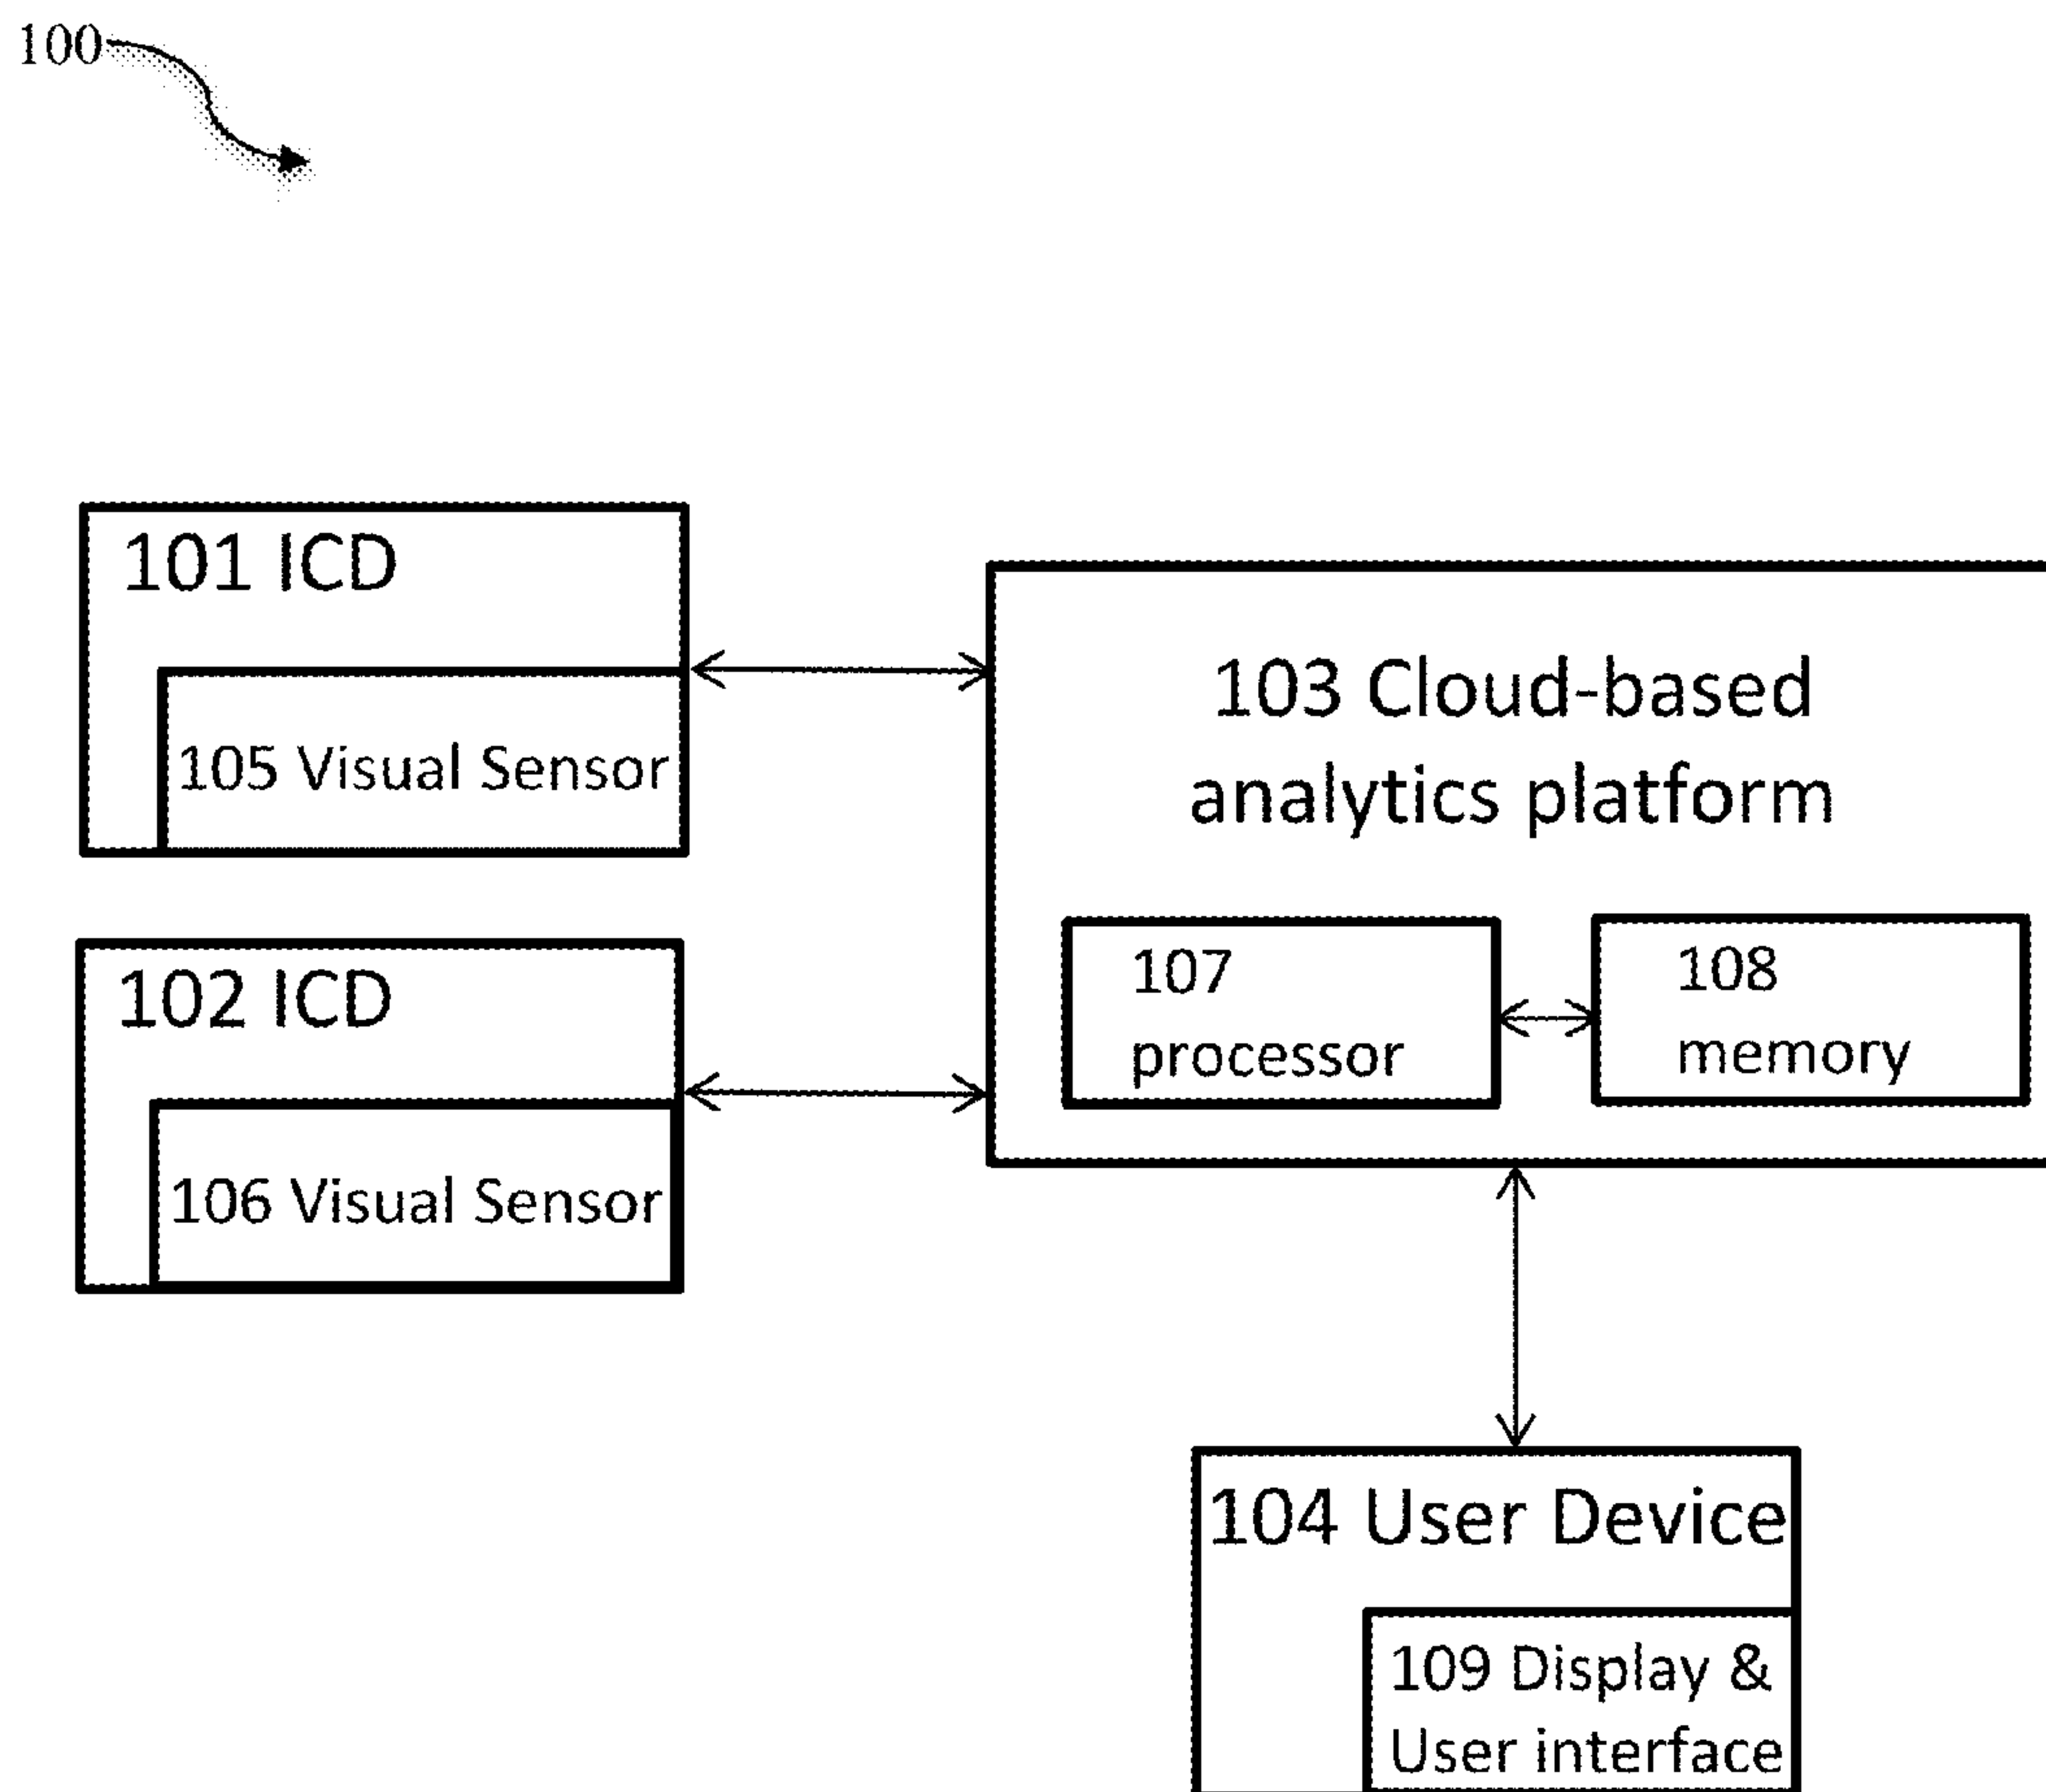 100
101 ICD
105 Visual Sensor
102 ICD
106 Visual Sensor
103 Cloud-based
analytics platform
107
processor
108
memory
104 User Device
109 Display &
User interface